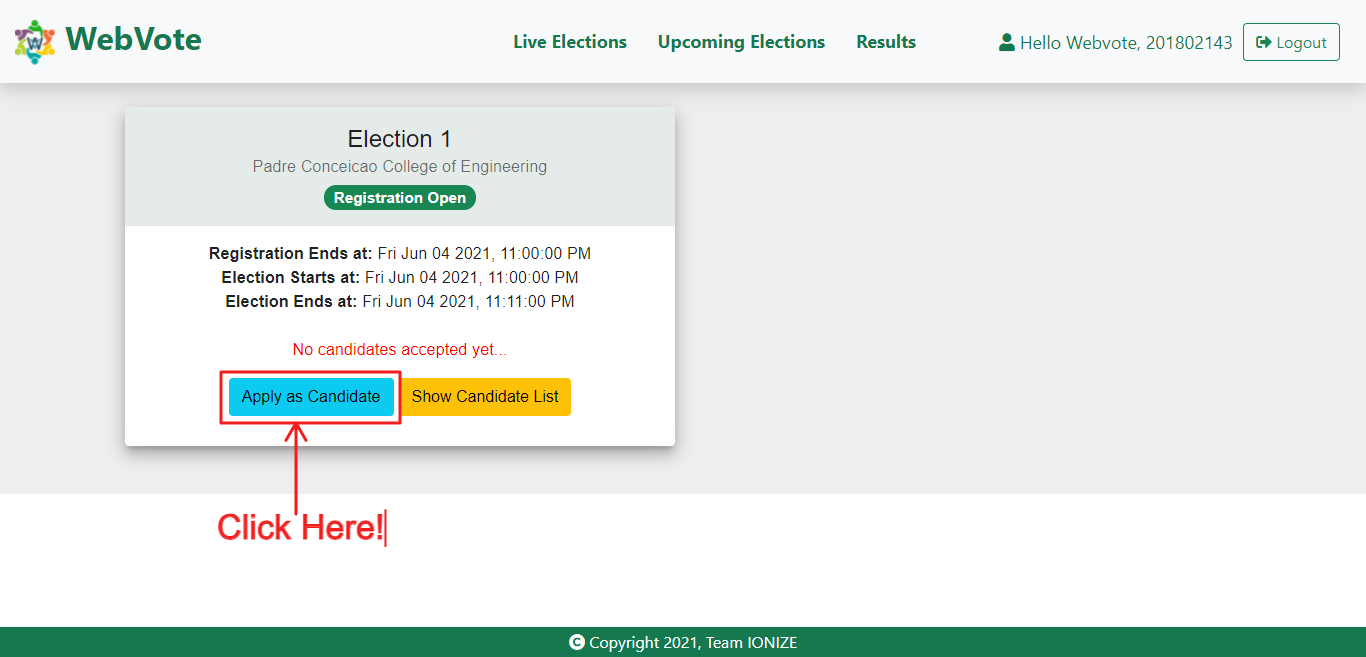 WebVote
Live Elections Upcoming Elections Results
Hello Webvote, 201802143 Logout
Election 1
Padre Conceicao College of Engineering
Registration Open
Registration Ends at: Fri Jun 04 2021, 11:00:00 PM
Election Starts at: Fri Jun 04 2021, 11:00:00 PM
Election Ends at: Fri Jun 04 2021, 11:11:00 PM
No candidates accepted yet...
Apply as Candidate Show Candidate List
Click Here!
© Copyright 2021, Team IONIZE